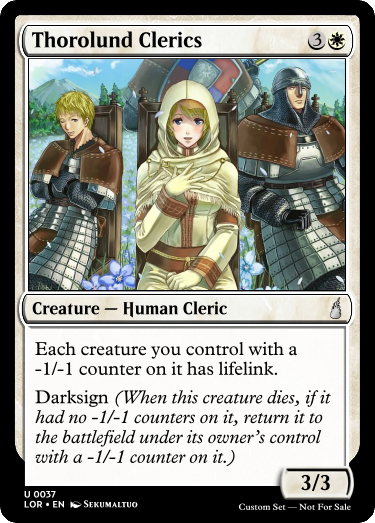 Thorolund Clerics 3
Creature — Human Cleric
Each creature you control with a
-1/-1 counter on it has lifelink.
Darksign (When this creature dies, if it
had no -1/-1 counters on it, return it to
the battlefield under its owner's control
with a -1/-1 counter on it.)
3/3
U 0037
LOR • EN Sekumaltuo
Custom Set — Not For Sale